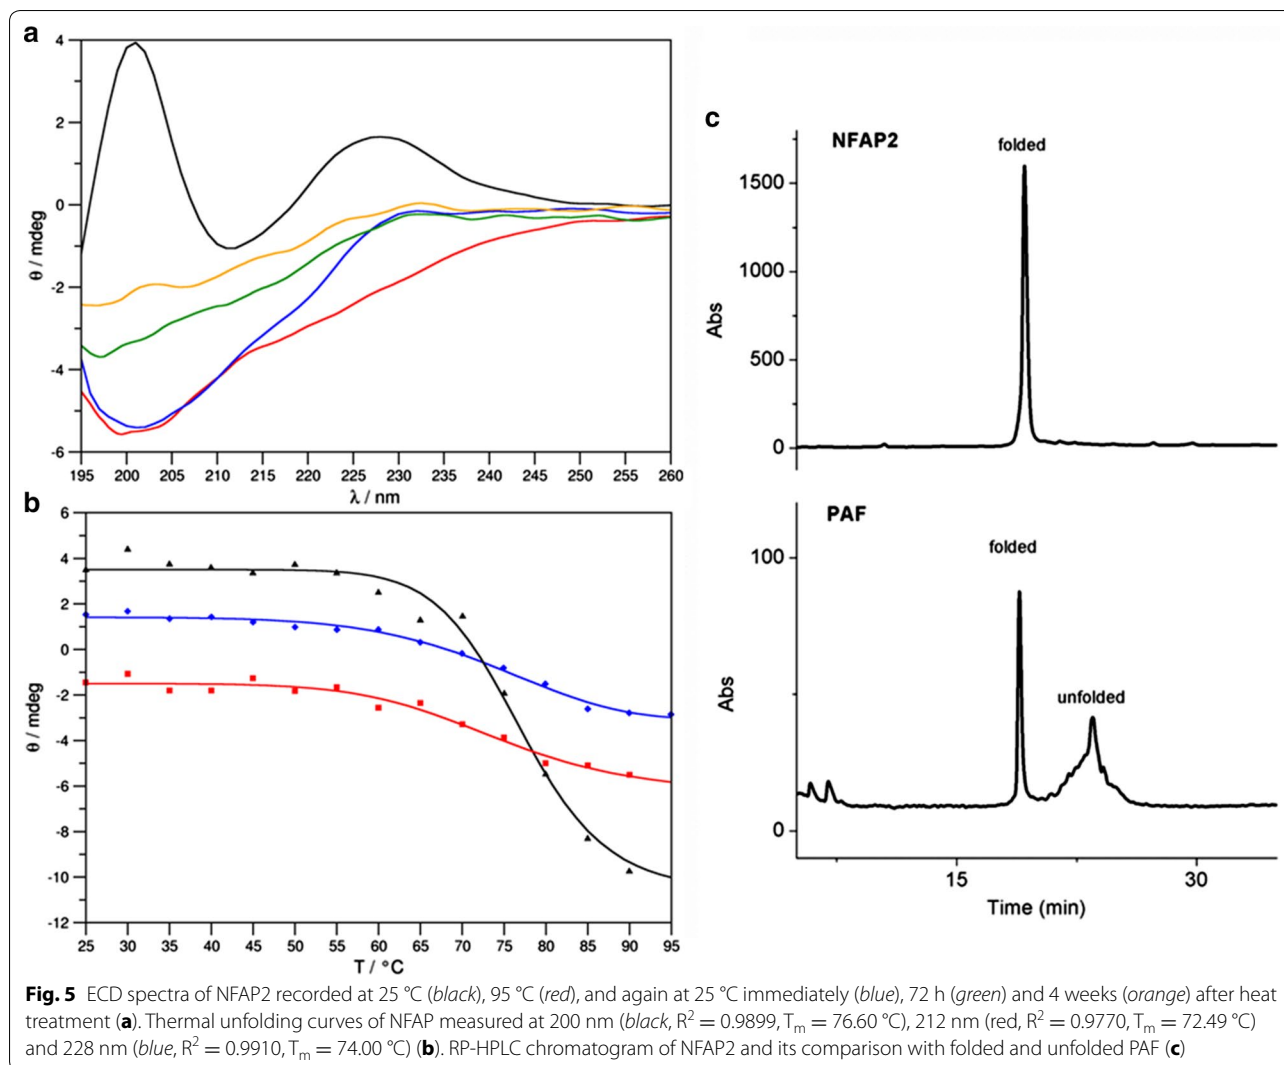 a
4
2
0
-2
-4
-6
θ / mdeg
195 200 205 210 215 220 225 230 235 240 245 250 255 260
λ / nm
b
6
4
2
0
-2
-4
-6
-8
-10
-12
θ / mdeg
25 30 35 40 45 50 55 60 65 70 75 80 85 90 95
T / °C
c
NFAP2
folded
1500
1000
500
0
Abs
PAF
folded
unfolded
100
0
Abs
15 30
Time (min)
Fig. 5 ECD spectra of NFAP2 recorded at 25 °C (black), 95 °C (red), and again at 25 °C immediately (blue), 72 h (green) and 4 weeks (orange) after heat
treatment (a). Thermal unfolding curves of NFAP measured at 200 nm (black, R² = 0.9899, Tₘ = 76.60 °C), 212 nm (red, R² = 0.9770, Tₘ = 72.49 °C)
and 228 nm (blue, R² = 0.9910, Tₘ = 74.00 °C) (b). RP-HPLC chromatogram of NFAP2 and its comparison with folded and unfolded PAF (c)